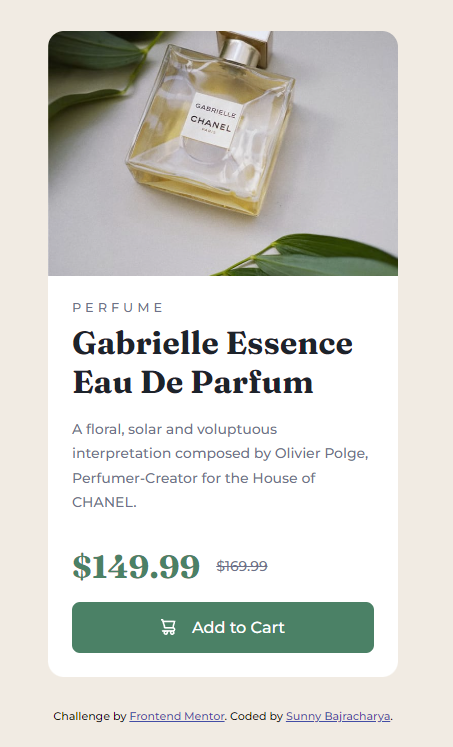 GABRIELLE
CHANEL
PARIS
PERFUME
Gabrielle Essence
Eau De Parfum
A floral, solar and voluptuous
interpretation composed by Olivier Polge,
Perfumer-Creator for the House of
CHANEL.
$149.99 $169.99
Add to Cart
Challenge by Frontend Mentor. Coded by Sunny Bajracharya.